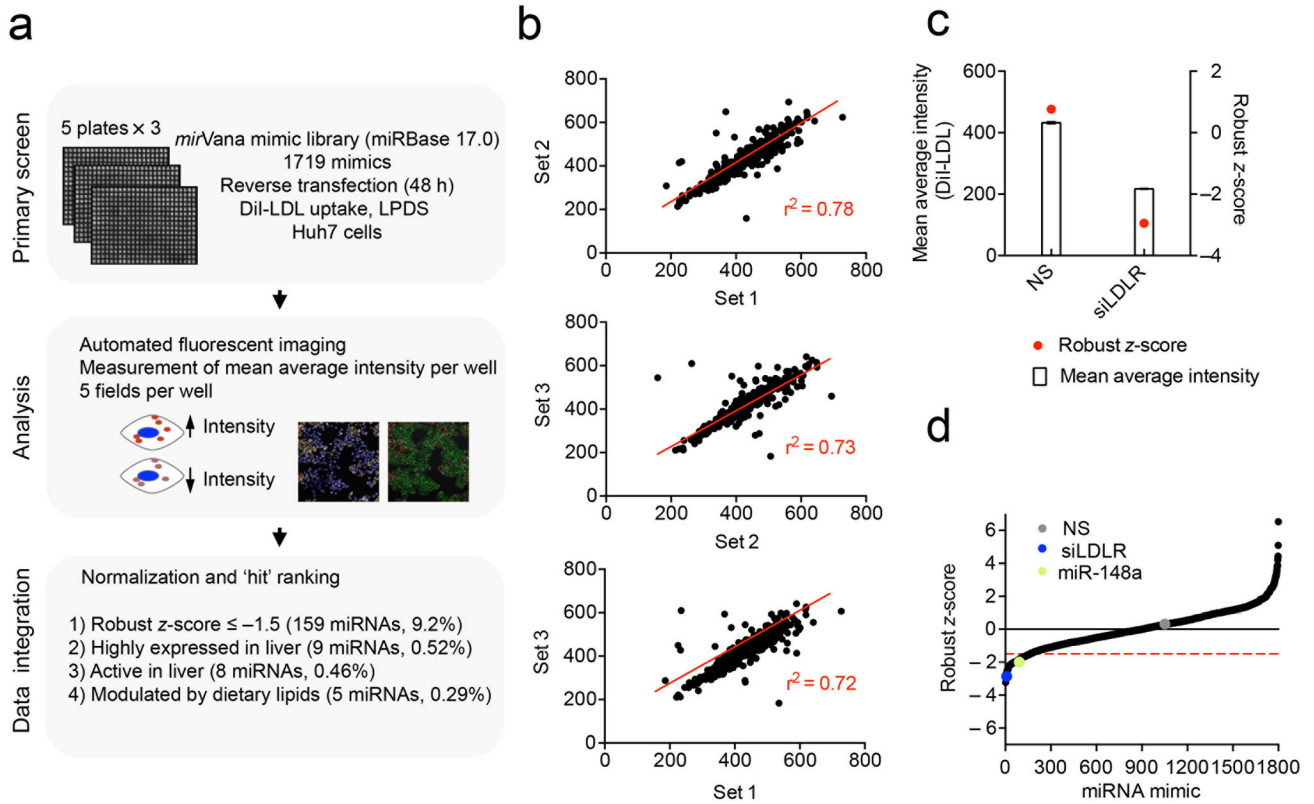 a
Primary screen
5 plates × 3
mirVana mimic library (miRBase 17.0)
1719 mimics
Reverse transfection (48 h)
Dil-LDL uptake, LPDS
Huh7 cells
Analysis
Automated fluorescent imaging
Measurement of mean average intensity per well
5 fields per well
Intensity
Intensity
Data integration
Normalization and ‘hit’ ranking
1) Robust z-score ≤ –1.5 (159 miRNAs, 9.2%)
2) Highly expressed in liver (9 miRNAs, 0.52%)
3) Active in liver (8 miRNAs, 0.46%)
4) Modulated by dietary lipids (5 miRNAs, 0.29%)
b
800
600
400
200
0
Set 2
r² = 0.78
0 200 400 600 800
Set 1
800
600
400
200
0
Set 3
r² = 0.73
0 200 400 600 800
Set 2
800
600
400
200
0
Set 3
r² = 0.72
0 200 400 600 800
Set 1
c
Mean average intensity
(Dil-LDL)
600
400
200
0
2
0
–2
–4
Robust z-score
NS
siLDLR
Robust z-score
Mean average intensity
d
Robust z-score
6
4
2
0
–2
–4
–6
NS
siLDLR
miR-148a
300 600 900 1200 1500 1800
miRNA mimic